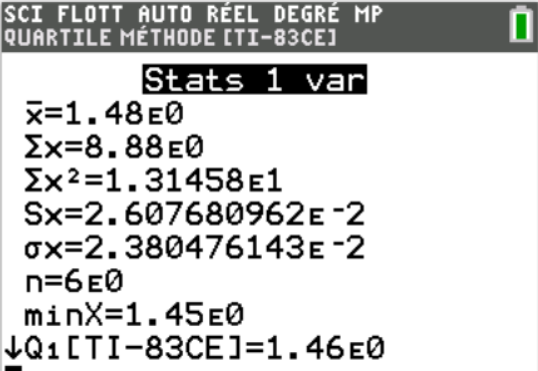 SCI FLOTT AUTO RÉEL DEGRÉ MP
QUARTILE MÉTHODE [TI-83CE]
Stats 1 var
x̄=1.48ᴇ0
Σx=8.88ᴇ0
Σx²=1.31458ᴇ1
Sx=2.607680962ᴇ⁻2
σx=2.380476143ᴇ⁻2
n=6ᴇ0
minX=1.45ᴇ0
↓Q₁[TI-83CE]=1.46ᴇ0